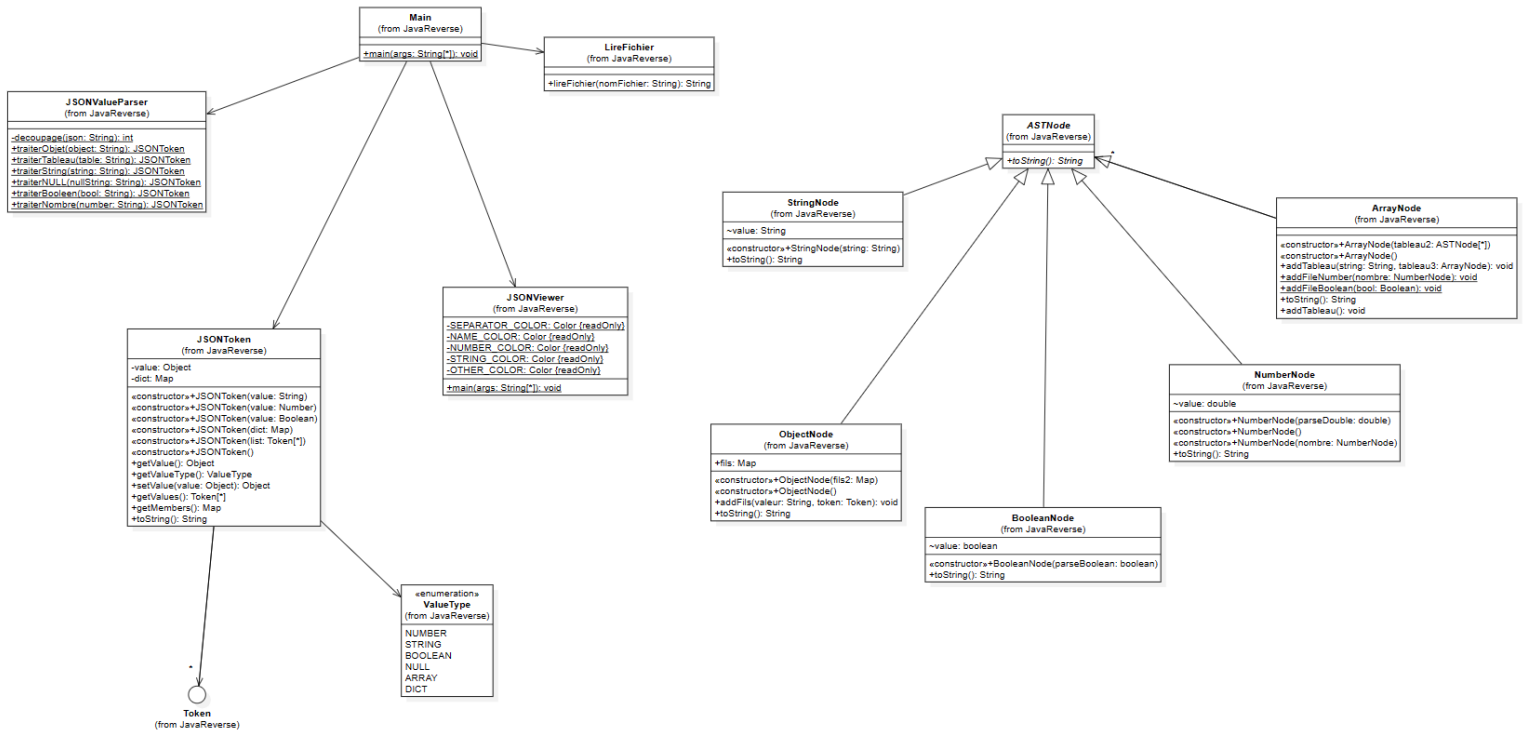 Main
(from JavaReverse)
+main(args: String[*]): void
LireFichier
(from JavaReverse)
+lireFichier(nomFichier: String): String
JSONValueParser
(from JavaReverse)
-decoupage(json: String): int
+traiterObjet(object: String): JSONToken
+traiterTableau(table: String): JSONToken
+traiterString(string: String): JSONToken
+traiterNULL(nullString: String): JSONToken
+traiterBooleen(bool: String): JSONToken
+traiterNombre(number: String): JSONToken
ASTNode
(from JavaReverse)
+toString(): String
*
StringNode
(from JavaReverse)
~value: String
«constructor»+StringNode(string: String)
+toString(): String
ArrayNode
(from JavaReverse)
«constructor»+ArrayNode(tableau2: ASTNode[*])
«constructor»+ArrayNode()
+addTableau(string: String, tableau3: ArrayNode): void
+addFileNumber(nombre: NumberNode): void
+addFileBoolean(bool: Boolean): void
+toString(): String
+addTableau(): void
JSONViewer
(from JavaReverse)
-SEPARATOR_COLOR: Color {readOnly}
-NAME_COLOR: Color {readOnly}
-NUMBER_COLOR: Color {readOnly}
-STRING_COLOR: Color {readOnly}
-OTHER_COLOR: Color {readOnly}
+main(args: String[*]): void
JSONToken
(from JavaReverse)
-value: Object
-dict: Map
«constructor»+JSONToken(value: String)
«constructor»+JSONToken(value: Number)
«constructor»+JSONToken(value: Boolean)
«constructor»+JSONToken(dict: Map)
«constructor»+JSONToken(list: Token[*])
«constructor»+JSONToken()
+getValue(): Object
+getValueType(): ValueType
+setValue(value: Object): Object
+getValues(): Token[*]
+getMembers(): Map
+toString(): String
NumberNode
(from JavaReverse)
~value: double
«constructor»+NumberNode(parseDouble: double)
«constructor»+NumberNode()
«constructor»+NumberNode(nombre: NumberNode)
+toString(): String
ObjectNode
(from JavaReverse)
+fils: Map
«constructor»+ObjectNode(fils2: Map)
«constructor»+ObjectNode()
+addFils(valeur: String, token: Token): void
+toString(): String
BooleanNode
(from JavaReverse)
~value: boolean
«constructor»+BooleanNode(parseBoolean: boolean)
+toString(): String
«enumeration»
ValueType
(from JavaReverse)
NUMBER
STRING
BOOLEAN
NULL
ARRAY
DICT
*
Token
(from JavaReverse)